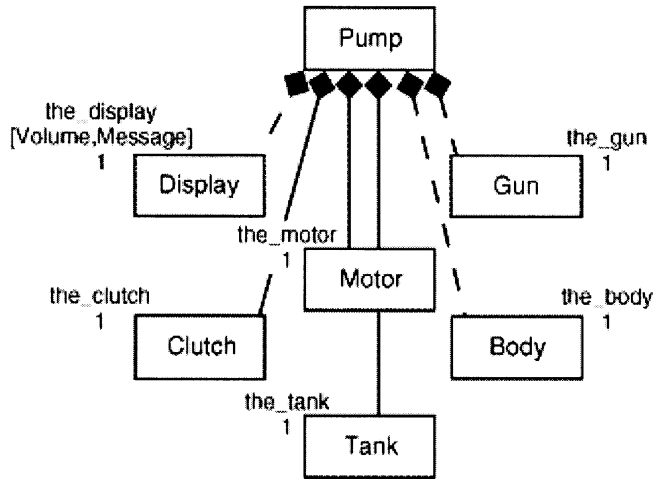 Pump
the_display
[Volume,Message]
1
Display
the_gun
1
Gun
the_motor
1
Motor
the_clutch
1
Clutch
the_body
1
Body
the_tank
1
Tank